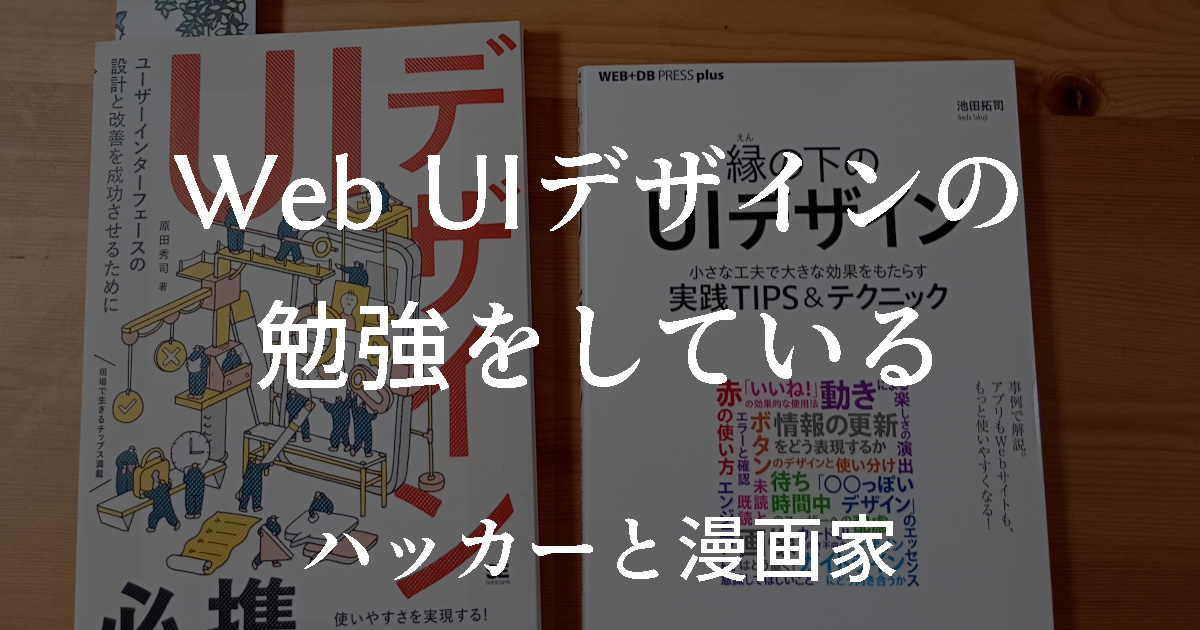 Web UIデザインの
勉強をしている
ハッカーと漫画家
UIデザイン
ユーザーインターフェースの
設計と改善を成功させるために
原田秀司 著
現場で生きるチップス満載
必携
使いやすさを実現する!
SHOEISHA
WEB+DB PRESS plus
池田拓司
Ikeda Takuji
えん
縁の下の
UIデザイン
小さな工夫で大きな効果をもたらす
実践TIPS&テクニック
赤の使い方
「いいね!」
の効果的な使用法
動き
による楽しさの演出
エラーと確認
ボタン
のデザインと使い分け
情報の更新
をどう表現するか
未読と
既読
待ち
時間中
「〇〇っぽい
デザイン」のエッセンス
事例で解説。
アプリもWebサイトも、
もっと使いやすくなる!